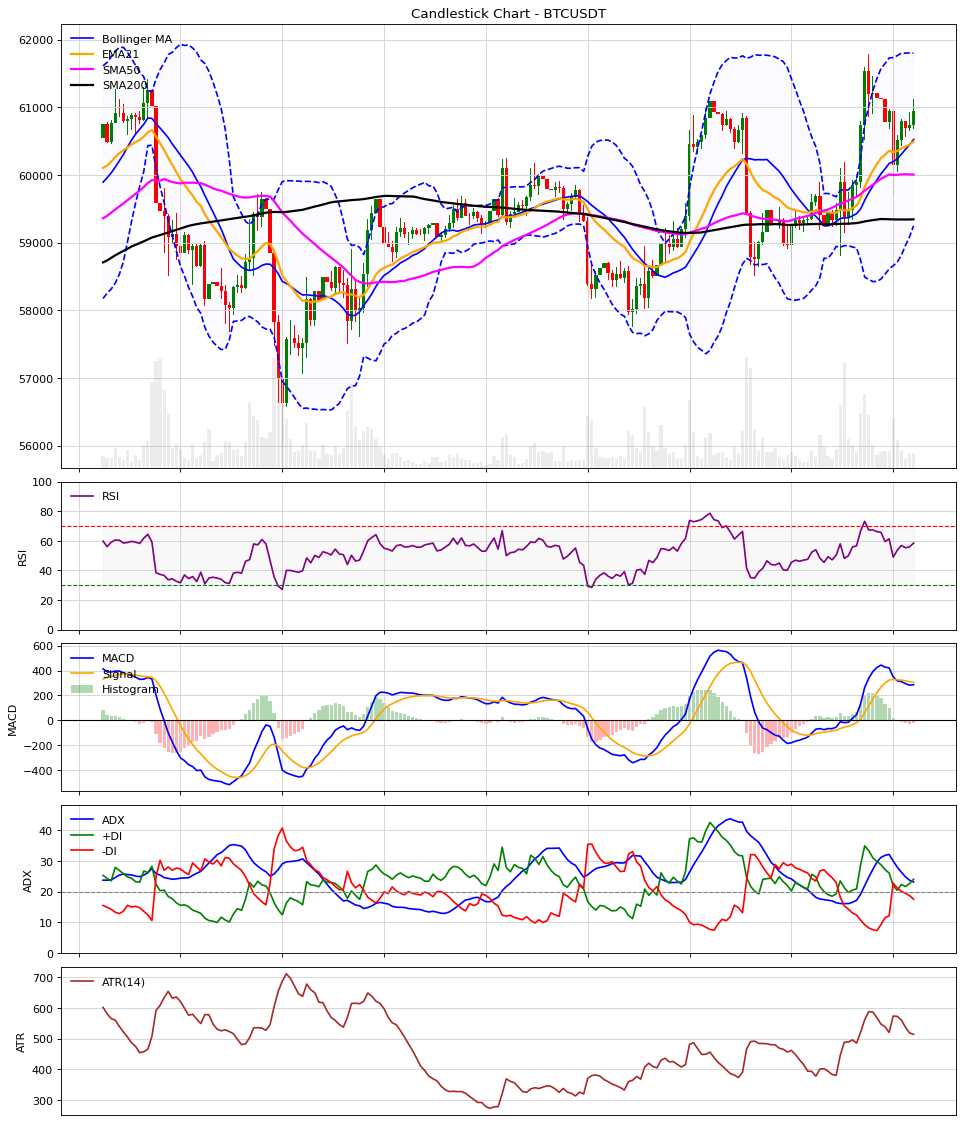 Candlestick Chart - BTCUSDT
62000
61000
60000
59000
58000
57000
56000
Bollinger MA
EMA21
SMA50
SMA200
100
80
60
40
20
0
RSI
RSI
600
400
200
0
−200
−400
MACD
MACD
Signal
Histogram
40
30
20
10
0
ADX
ADX
+DI
-DI
700
600
500
400
300
ATR
ATR(14)